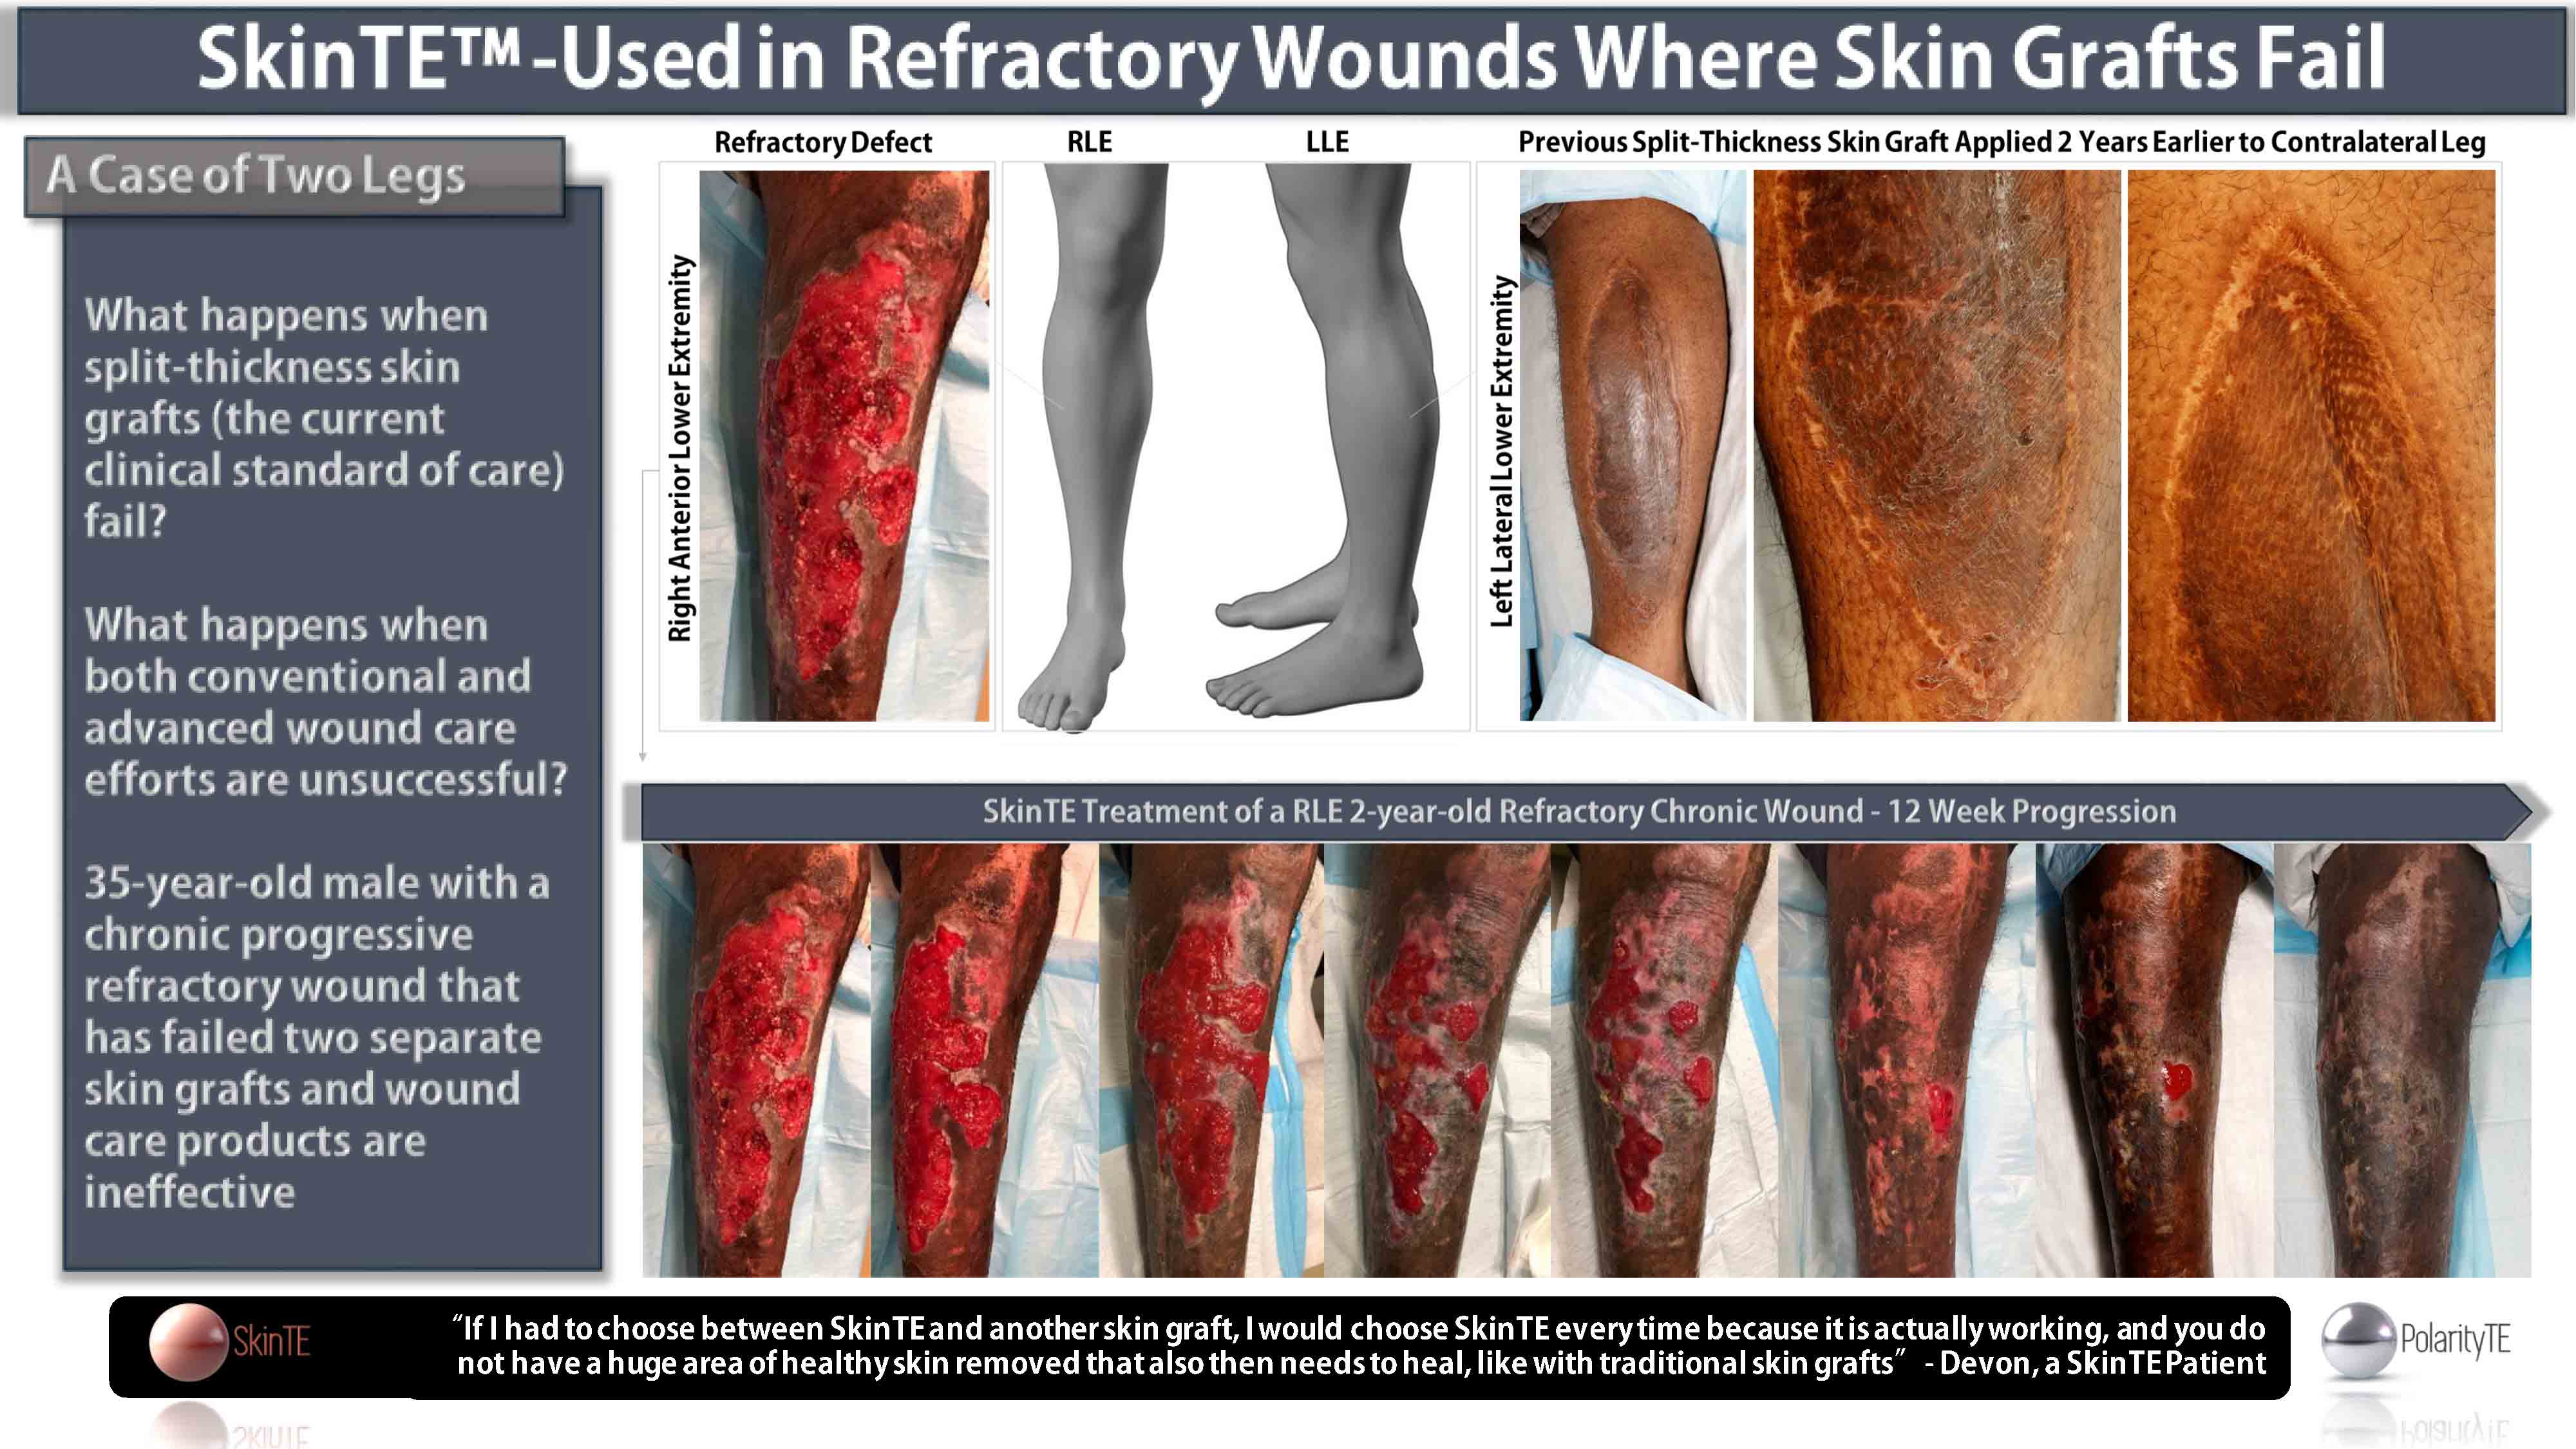 SkinTE™-Used in Refractory Wounds Where Skin Grafts Fail
A Case of Two Legs
What happens when
split-thickness skin
grafts (the current
clinical standard of care)
fail?
What happens when
both conventional and
advanced wound care
efforts are unsuccessful?
35-year-old male with a
chronic progressive
refractory wound that
has failed two separate
skin grafts and wound
care products are
ineffective
Refractory Defect
RLE
LLE
Previous Split-Thickness Skin Graft Applied 2 Years Earlier to Contralateral Leg
Right Anterior Lower Extremity
Left Lateral Lower Extremity
SkinTE Treatment of a RLE 2-year-old Refractory Chronic Wound - 12 Week Progression
SkinTE
“If I had to choose between SkinTE and another skin graft, I would choose SkinTE every time because it is actually working, and you do
not have a huge area of healthy skin removed that also then needs to heal, like with traditional skin grafts” - Devon, a SkinTE Patient
PolarityTE